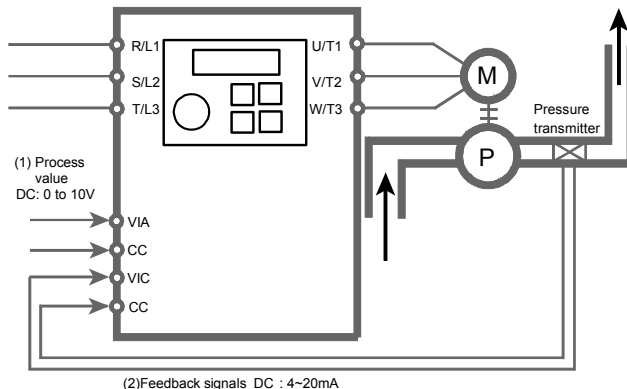 R/L1
U/T1
S/L2
V/T2
T/L3
W/T3
M
P
Pressure
transmitter
(1) Process
value
DC: 0 to 10V
VIA
CC
VIC
CC
(2)Feedback signals DC : 4~20mA